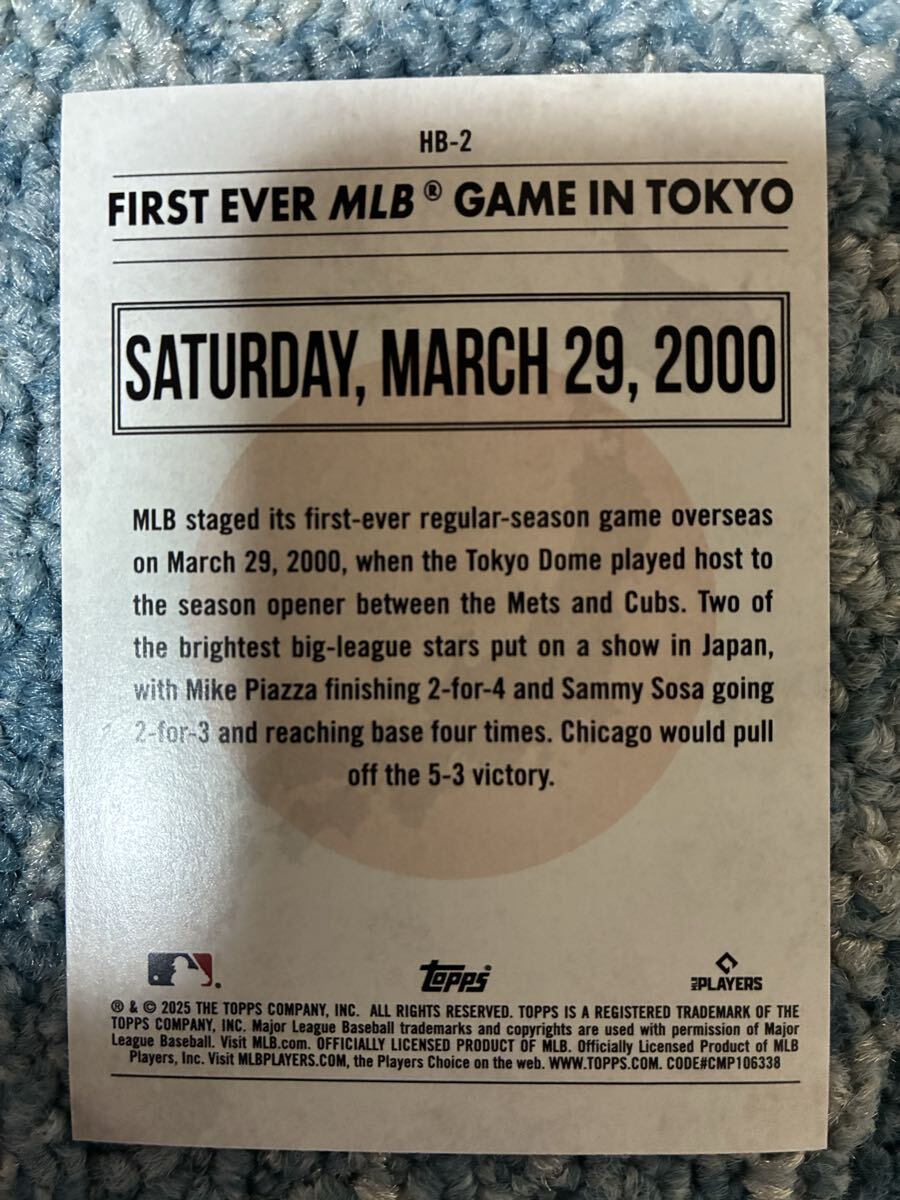 HB-2
FIRST EVER MLB® GAME IN TOKYO
SATURDAY, MARCH 29, 2000
MLB staged its first-ever regular-season game overseas
on March 29, 2000, when the Tokyo Dome played host to
the season opener between the Mets and Cubs. Two of
the brightest big-league stars put on a show in Japan,
with Mike Piazza finishing 2-for-4 and Sammy Sosa going
2-for-3 and reaching base four times. Chicago would pull
off the 5-3 victory.
topps
MLB PLAYERS
® & © 2025 THE TOPPS COMPANY, INC. ALL RIGHTS RESERVED. TOPPS IS A REGISTERED TRADEMARK OF THE
TOPPS COMPANY, INC. Major League Baseball trademarks and copyrights are used with permission of Major
League Baseball. Visit MLB.com. OFFICIALLY LICENSED PRODUCT OF MLB. Officially Licensed Product of MLB
Players, Inc. Visit MLBPLAYERS.COM, the Players Choice on the web. WWW.TOPPS.COM. CODE#CMP106338